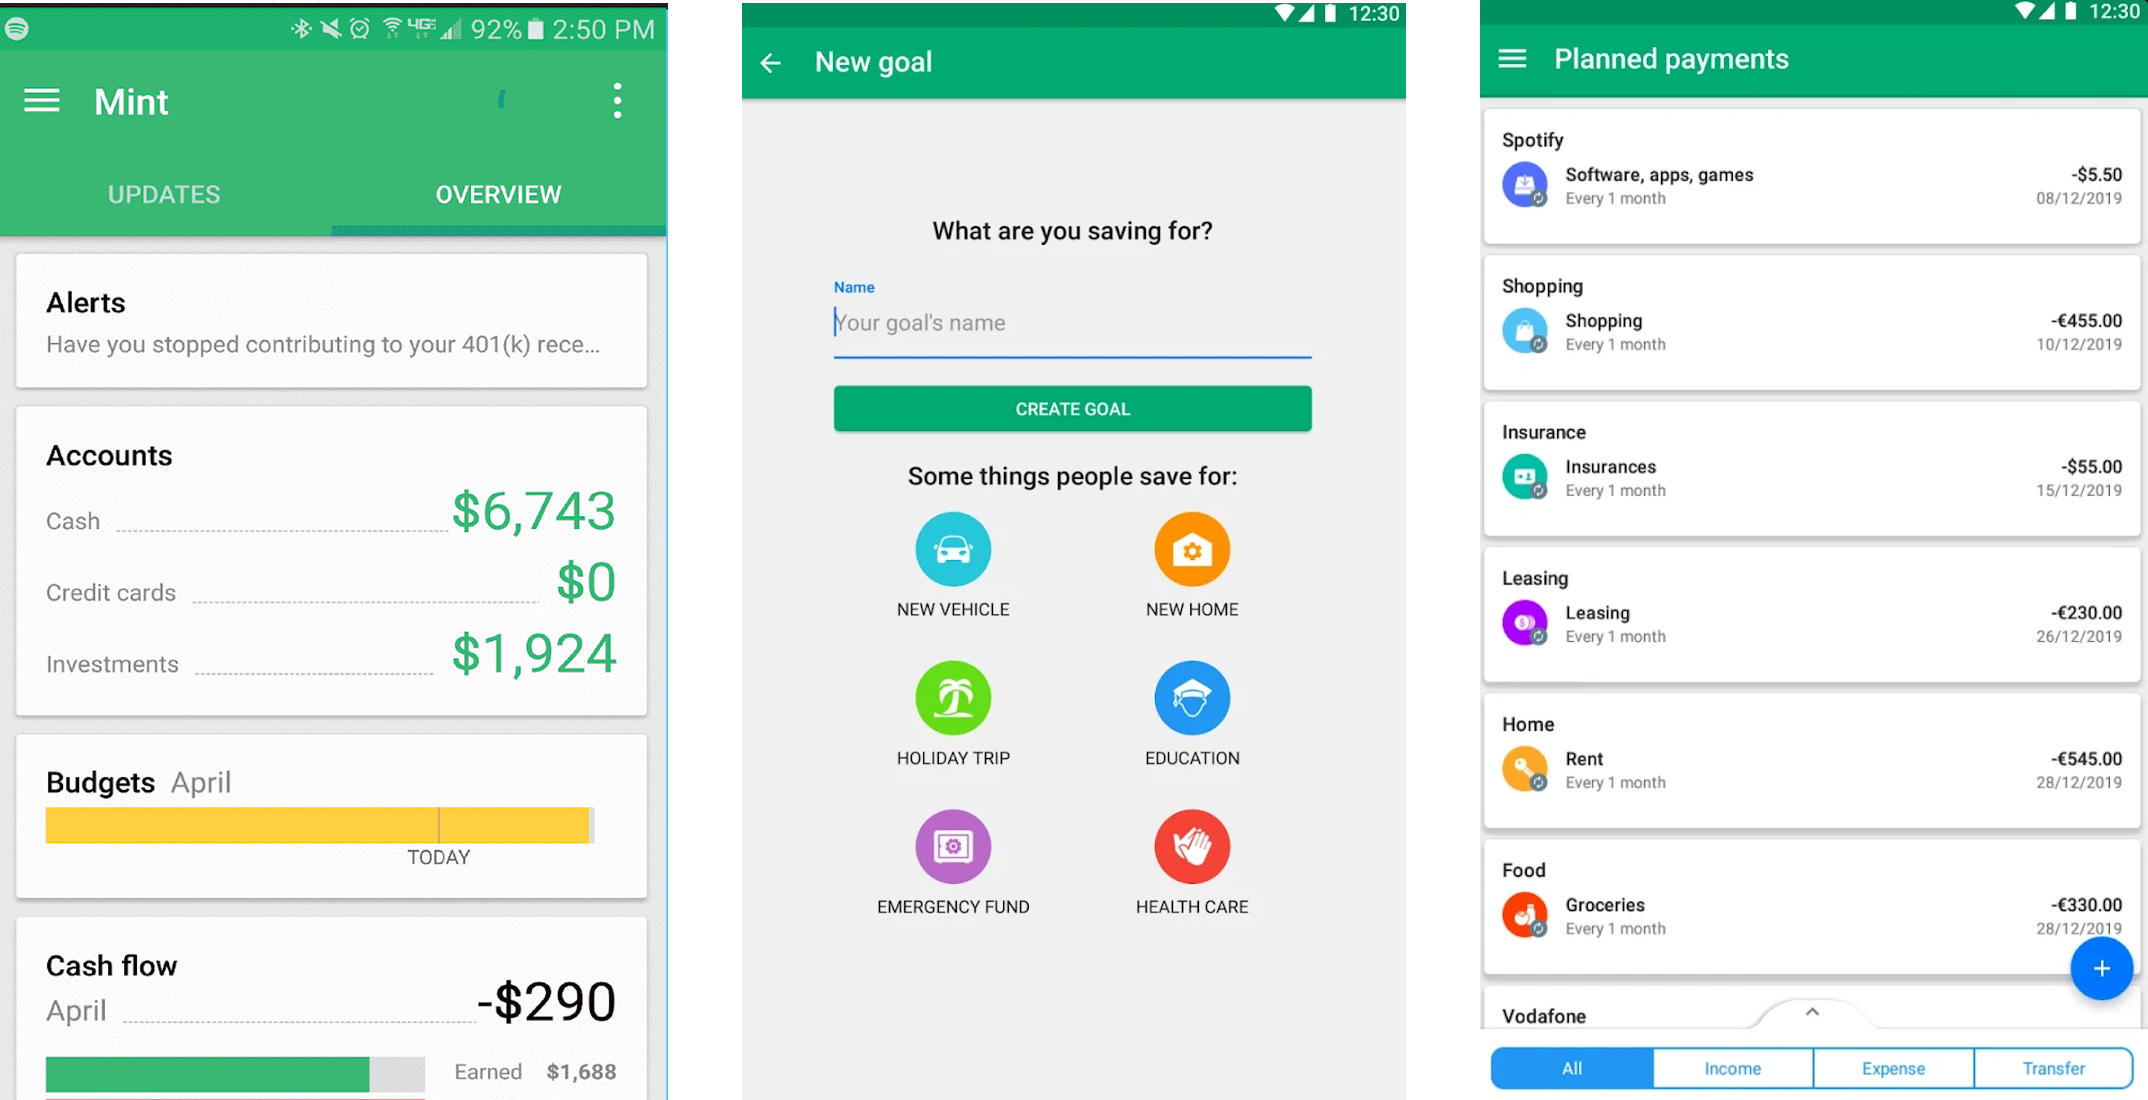 92% 2:50 PM
Mint
UPDATES OVERVIEW
Alerts
Have you stopped contributing to your 401(k) rece...
Accounts
Cash $6,743
Credit cards $0
Investments $1,924
Budgets April
TODAY
Cash flow
April -$290
Earned $1,688
12:30
New goal
What are you saving for?
Name
Your goal's name
CREATE GOAL
Some things people save for:
NEW VEHICLE NEW HOME
HOLIDAY TRIP EDUCATION
EMERGENCY FUND HEALTH CARE
12:30
Planned payments
Spotify
Software, apps, games -$5.50
Every 1 month 08/12/2019
Shopping
Shopping -€455.00
Every 1 month 10/12/2019
Insurance
Insurances -$55.00
Every 1 month 15/12/2019
Leasing
Leasing -€230.00
Every 1 month 26/12/2019
Home
Rent -€545.00
Every 1 month 28/12/2019
Food
Groceries -€330.00
Every 1 month 28/12/2019
+
Vodafone
All Income Expense Transfer